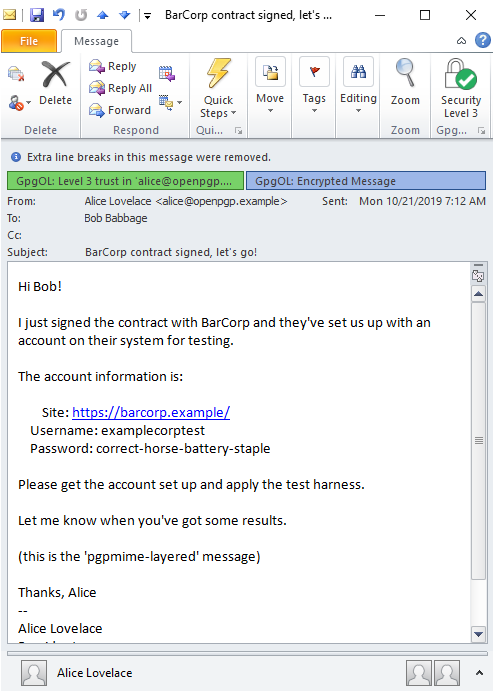 BarCorp contract signed, let's ...
File
Message
Delete
Reply
Reply All
Forward
Quick
Steps
Move
Tags
Editing
Zoom
Security
Level 3
Delete
Respond
Qui...
Zoom
Gpg...
Extra line breaks in this message were removed.
GpgOL: Level 3 trust in 'alice@openpgp....
GpgOL: Encrypted Message
From: Alice Lovelace <alice@openpgp.example> Sent: Mon 10/21/2019 7:12 AM
To: Bob Babbage
Cc:
Subject: BarCorp contract signed, let's go!
Hi Bob!
I just signed the contract with BarCorp and they've set us up with an
account on their system for testing.
The account information is:
Site: https://barcorp.example/
Username: examplecorptest
Password: correct-horse-battery-staple
Please get the account set up and apply the test harness.
Let me know when you've got some results.
(this is the 'pgpmime-layered' message)
Thanks, Alice
--
Alice Lovelace
Alice Lovelace